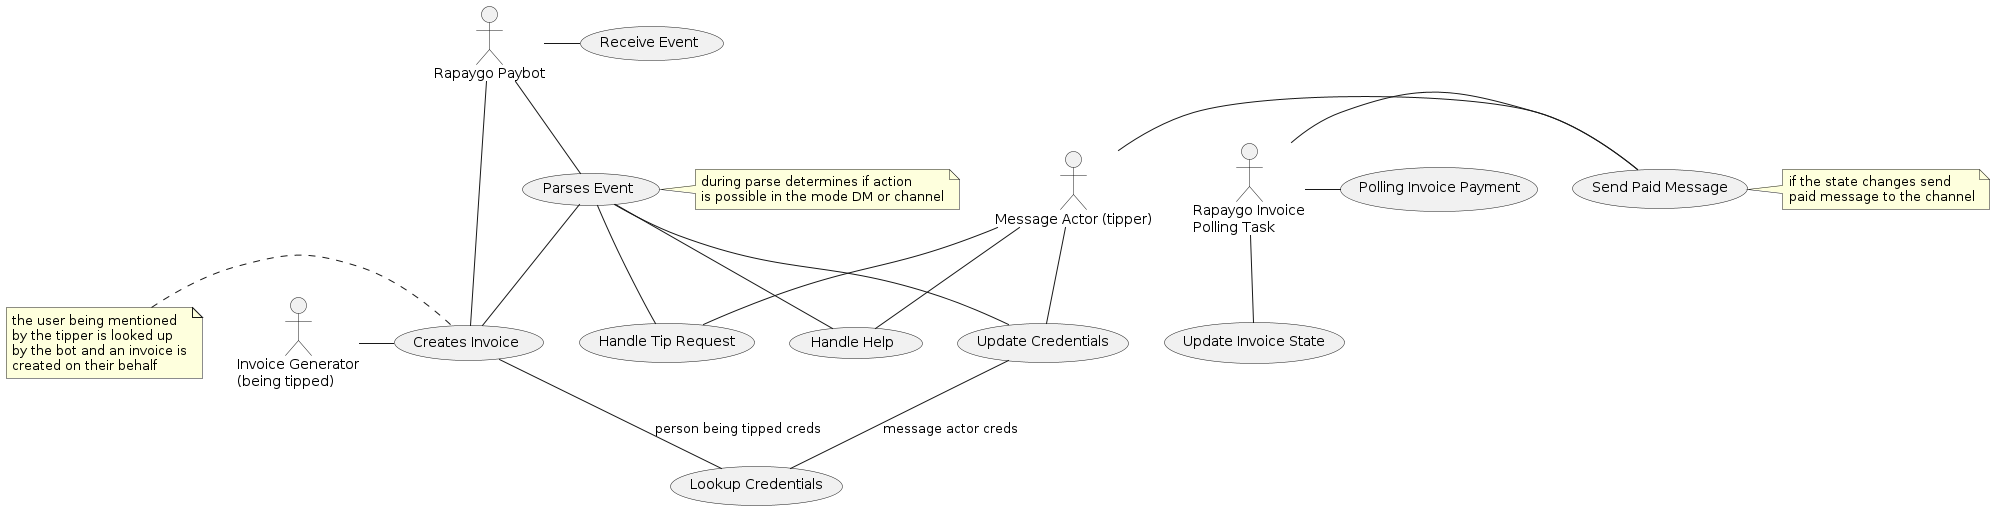 Receive Event
Rapaygo Paybot
Parses Event
during parse determines if action
is possible in the mode DM or channel
Message Actor (tipper)
Rapaygo Invoice
Polling Task
Polling Invoice Payment
Send Paid Message
if the state changes send
paid message to the channel
the user being mentioned
by the tipper is looked up
by the bot and an invoice is
created on their behalf
Invoice Generator
(being tipped)
Creates Invoice
Handle Tip Request
Handle Help
Update Credentials
Update Invoice State
person being tipped creds
message actor creds
Lookup Credentials